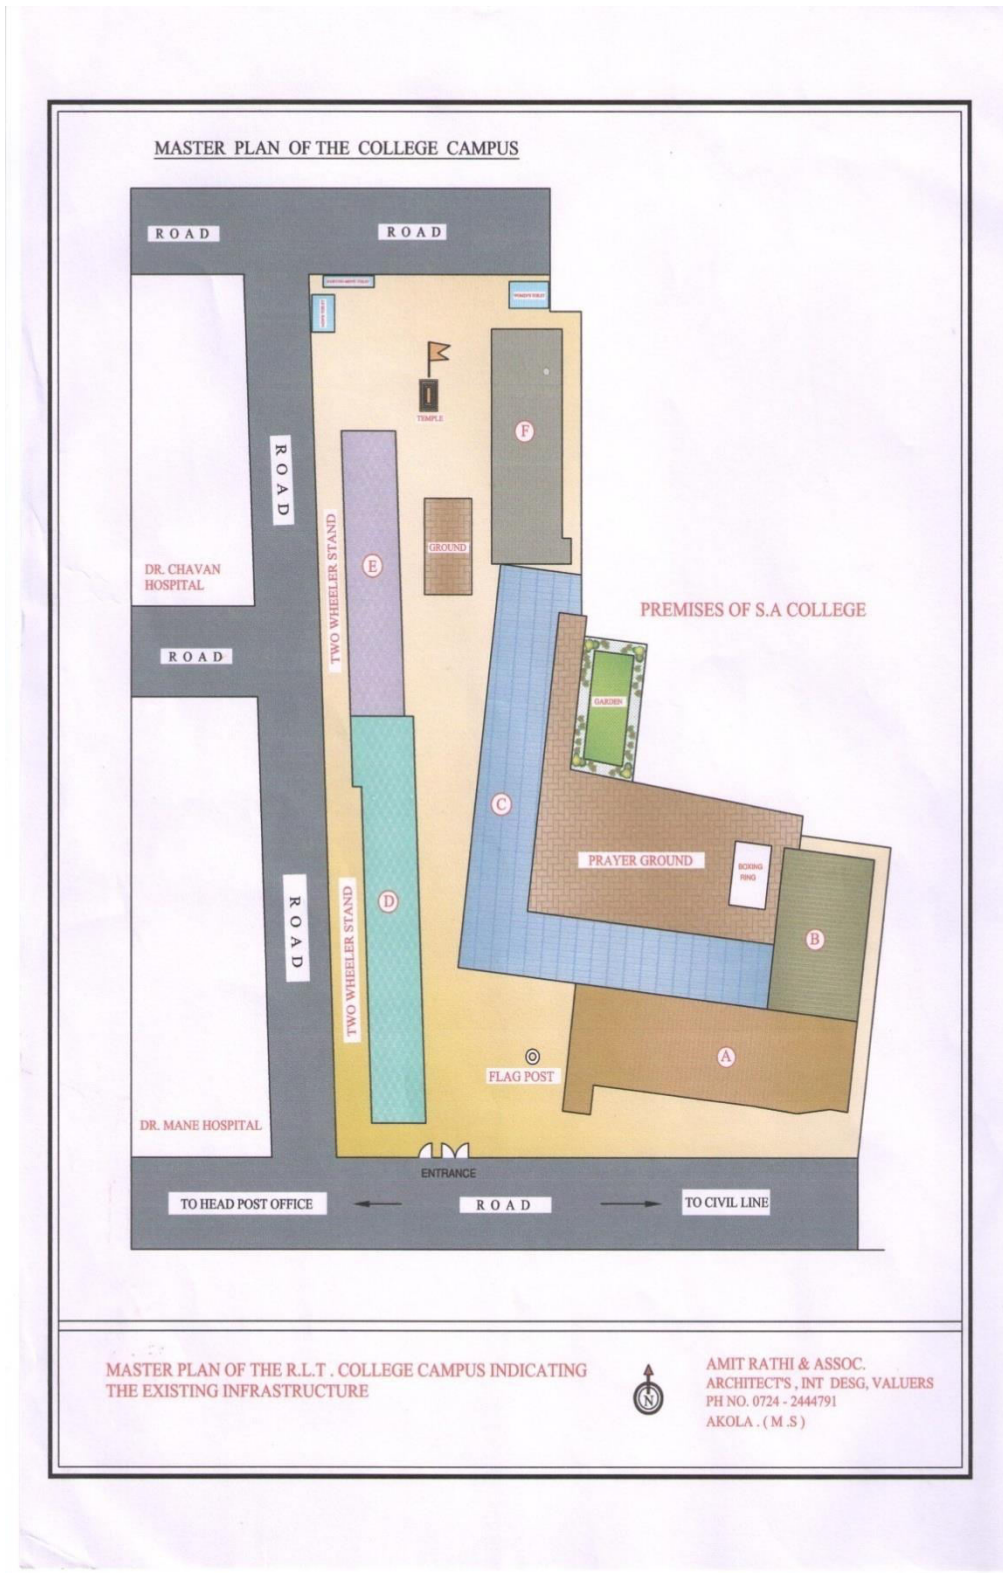 MASTER PLAN OF THE COLLEGE CAMPUS
ROAD
ROAD
TEMPLE
F
ROAD
TWO WHEELER STAND
GROUND
E
DR. CHAVAN
HOSPITAL
PREMISES OF S.A COLLEGE
ROAD
GARDEN
C
PRAYER GROUND
BOXING
RING
D
ROAD
TWO WHEELER STAND
B
A
FLAG POST
DR. MANE HOSPITAL
ENTRANCE
TO HEAD POST OFFICE
ROAD
TO CIVIL LINE
MASTER PLAN OF THE R.L.T . COLLEGE CAMPUS INDICATING
THE EXISTING INFRASTRUCTURE
N
AMIT RATHI & ASSOC.
ARCHITECT'S , INT DESG, VALUERS
PH NO. 0724 - 2444791
AKOLA . ( M .S )